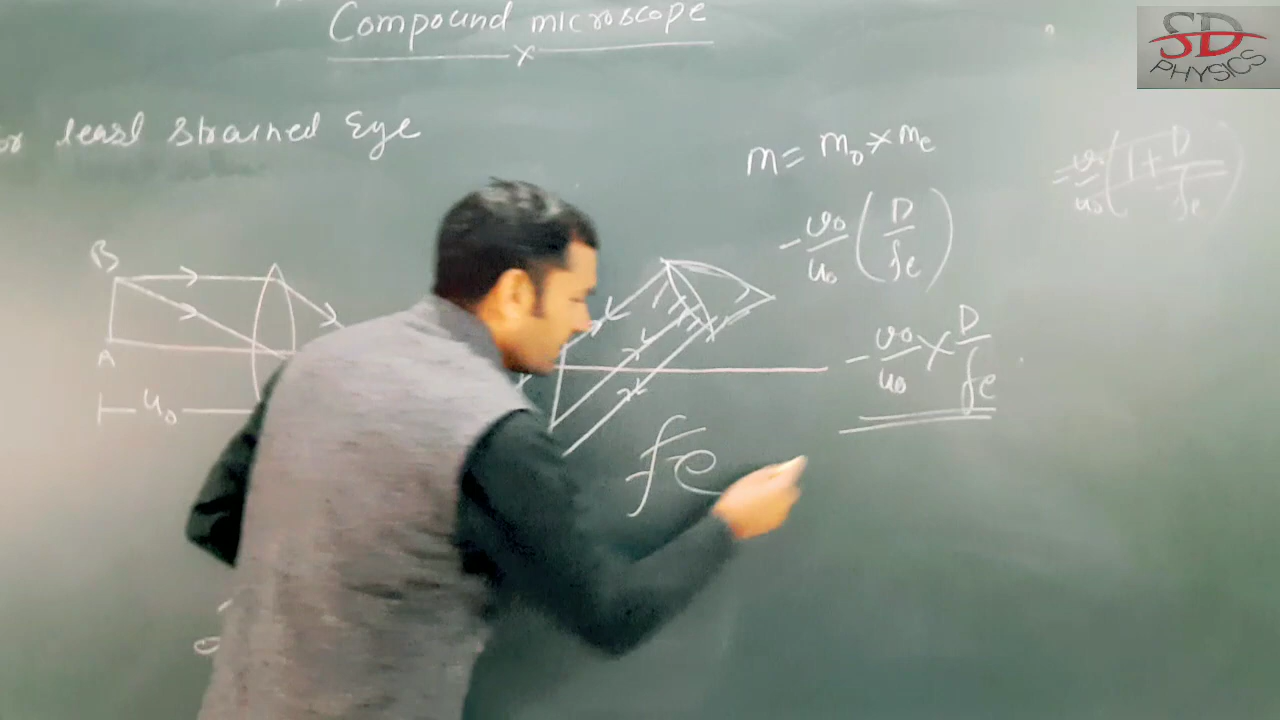 Compound microscope
or least strained Eye
SD
PHYSICS
m = m₀ × me
= v₀/u₀ (1 + D/fe)
- v₀/u₀ (D/fe)
B
A
u₀
- v₀/u₀ × D/fe
fe